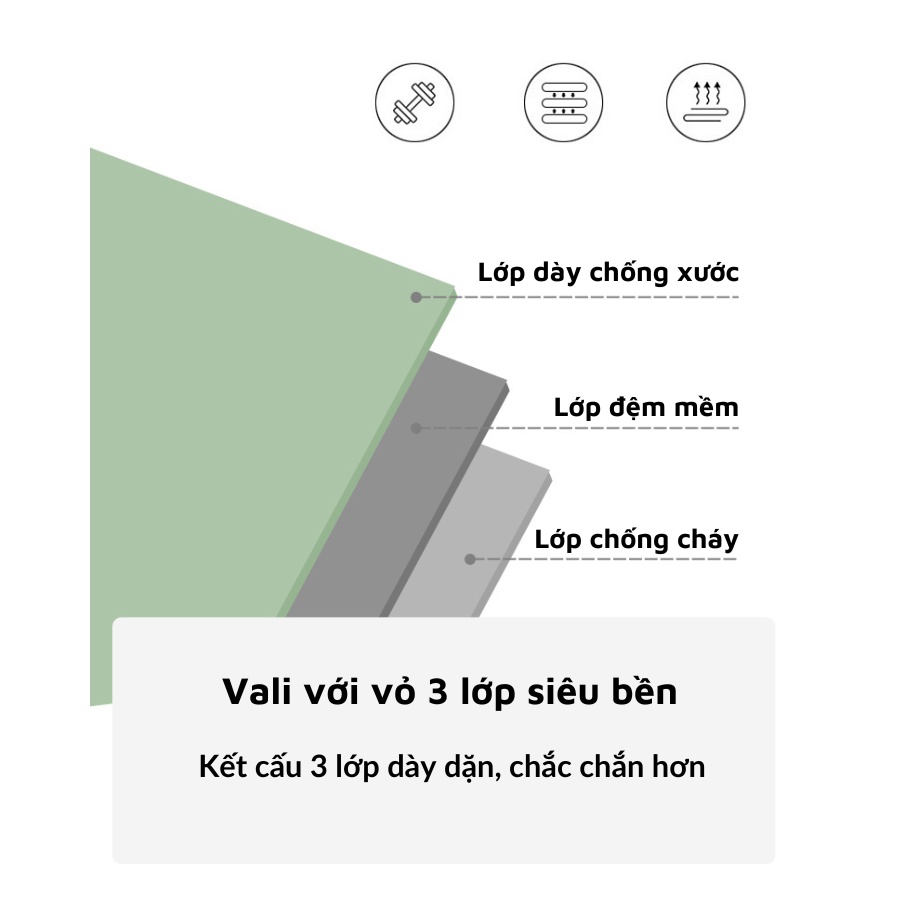 Lớp dày chống xước
Lớp đệm mềm
Lớp chống cháy
Vali với vỏ 3 lớp siêu bền
Kết cấu 3 lớp dày dặn, chắc chắn hơn